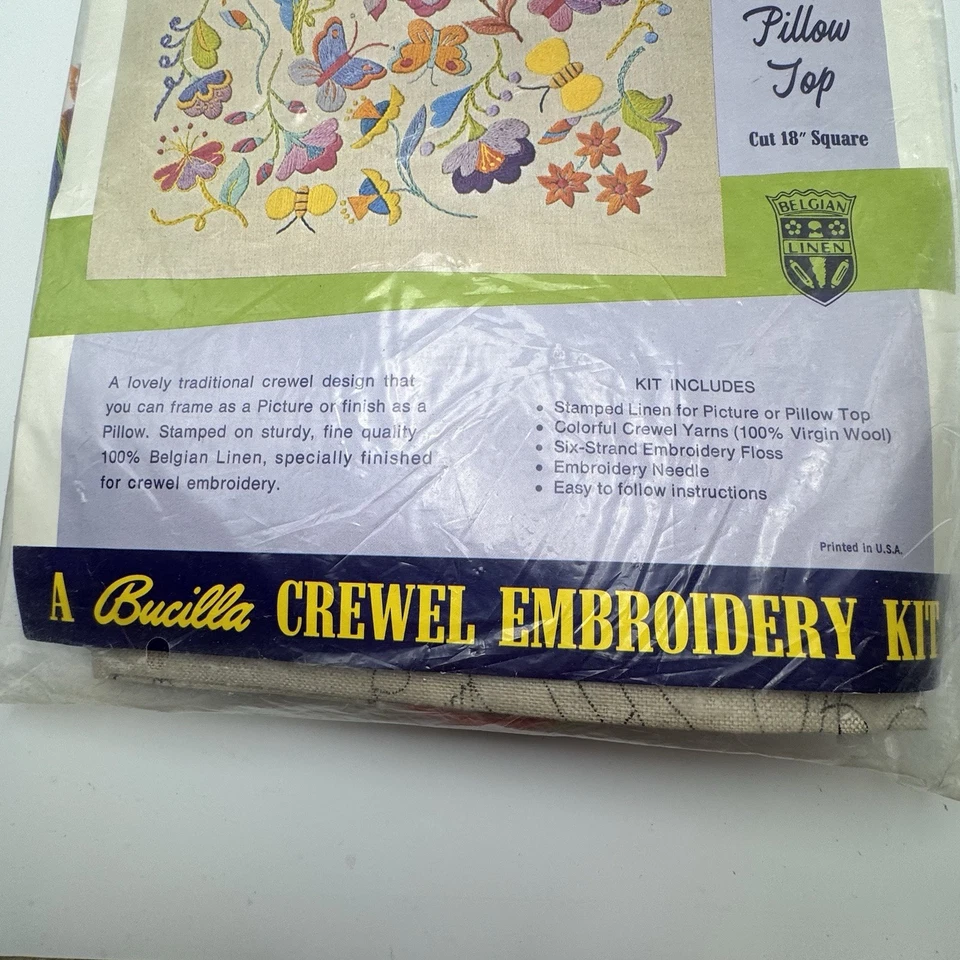 Pillow
Top
Cut 18" Square
BELGIAN
LINEN
A lovely traditional crewel design that
you can frame as a Picture or finish as a
Pillow. Stamped on sturdy, fine quality
100% Belgian Linen, specially finished
for crewel embroidery.
KIT INCLUDES
• Stamped Linen for Picture or Pillow Top
• Colorful Crewel Yarns (100% Virgin Wool)
• Six-Strand Embroidery Floss
• Embroidery Needle
• Easy to follow instructions
Printed in U.S.A.
A Bucilla CREWEL EMBROIDERY KIT